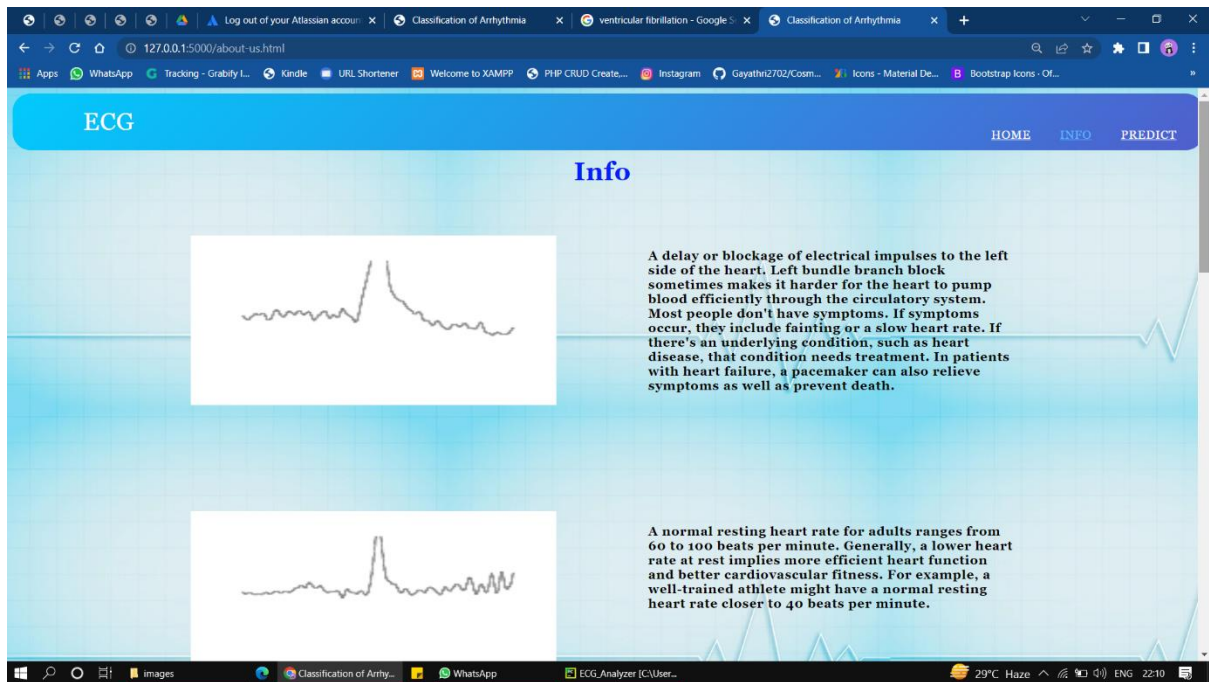 Log out of your Atlassian accoun
Classification of Arrhythmia
ventricular fibrillation - Google S
Classification of Arrhythmia
127.0.0.1:5000/about-us.html
Apps
WhatsApp
Tracking - Grabify I...
Kindle
URL Shortener
Welcome to XAMPP
PHP CRUD Create,...
Instagram
Gayathri2702/Cosm...
Icons - Material De...
Bootstrap Icons · Of...
ECG
HOME
INFO
PREDICT
Info
A delay or blockage of electrical impulses to the left
side of the heart. Left bundle branch block
sometimes makes it harder for the heart to pump
blood efficiently through the circulatory system.
Most people don't have symptoms. If symptoms
occur, they include fainting or a slow heart rate. If
there's an underlying condition, such as heart
disease, that condition needs treatment. In patients
with heart failure, a pacemaker can also relieve
symptoms as well as prevent death.
A normal resting heart rate for adults ranges from
60 to 100 beats per minute. Generally, a lower heart
rate at rest implies more efficient heart function
and better cardiovascular fitness. For example, a
well-trained athlete might have a normal resting
heart rate closer to 40 beats per minute.
images
Classification of Arrhy...
WhatsApp
ECG_Analyzer [C:\User...
29°C Haze
ENG
22:10